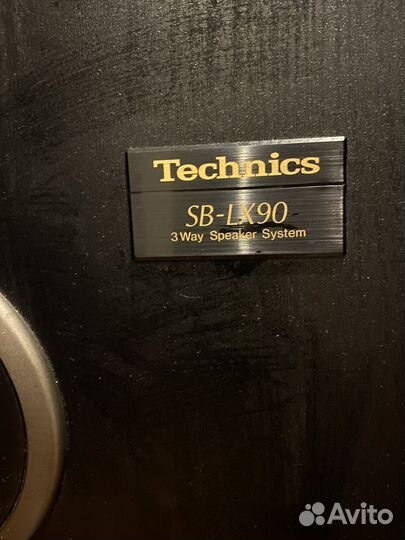 Technics
SB-LX90
3 Way Speaker System
Avito